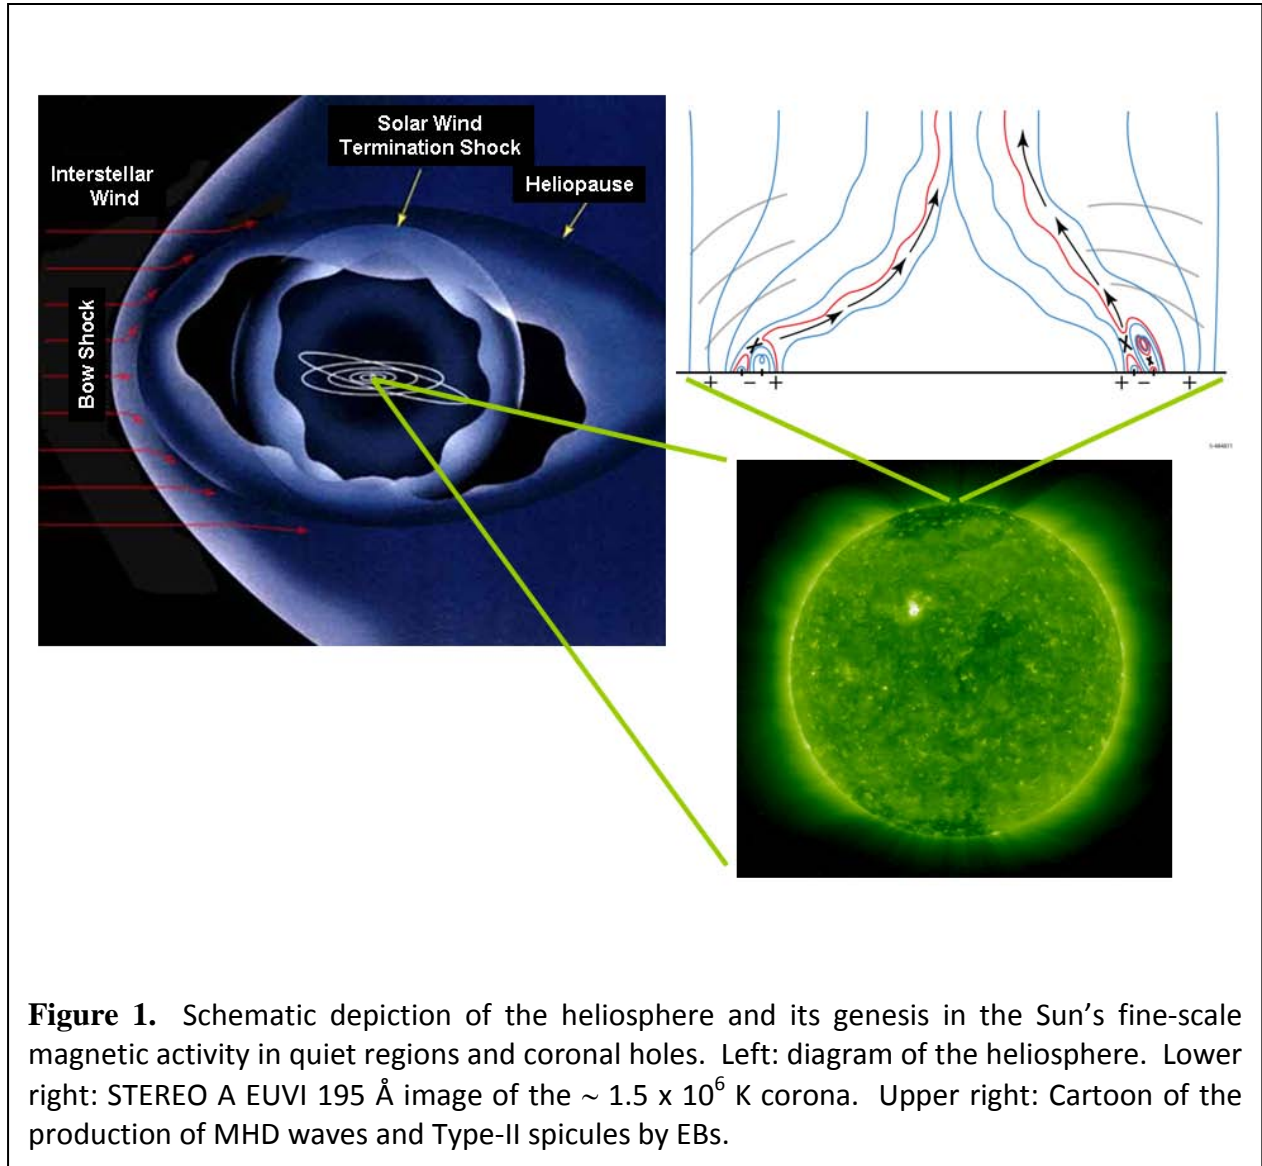 Solar Wind
Termination Shock
Interstellar
Wind
Heliopause
Bow Shock
+ – + + – +
Figure 1. Schematic depiction of the heliosphere and its genesis in the Sun’s fine-scale
magnetic activity in quiet regions and coronal holes. Left: diagram of the heliosphere. Lower
right: STEREO A EUVI 195 Å image of the ~ 1.5 x 10⁶ K corona. Upper right: Cartoon of the
production of MHD waves and Type-II spicules by EBs.